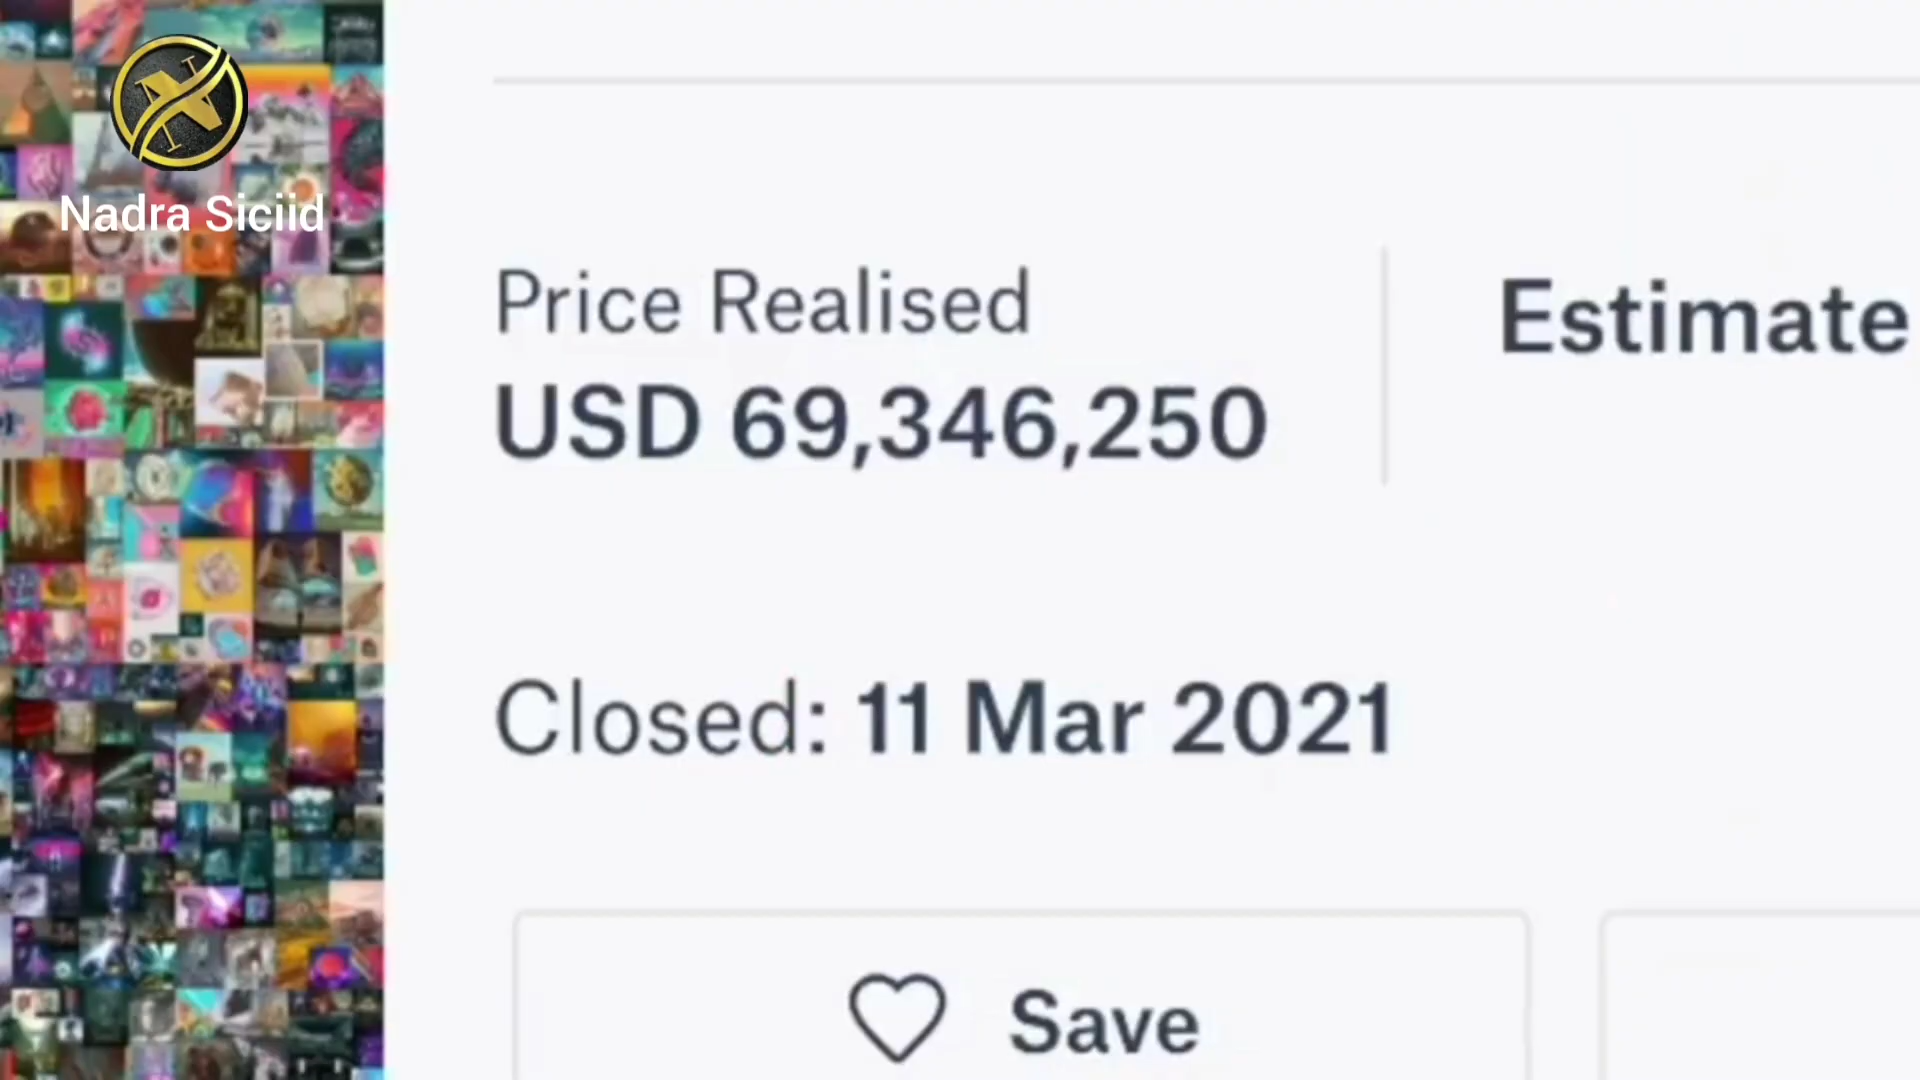 Nadra Siciid
Price Realised
USD 69,346,250
Estimate
Closed: 11 Mar 2021
Save